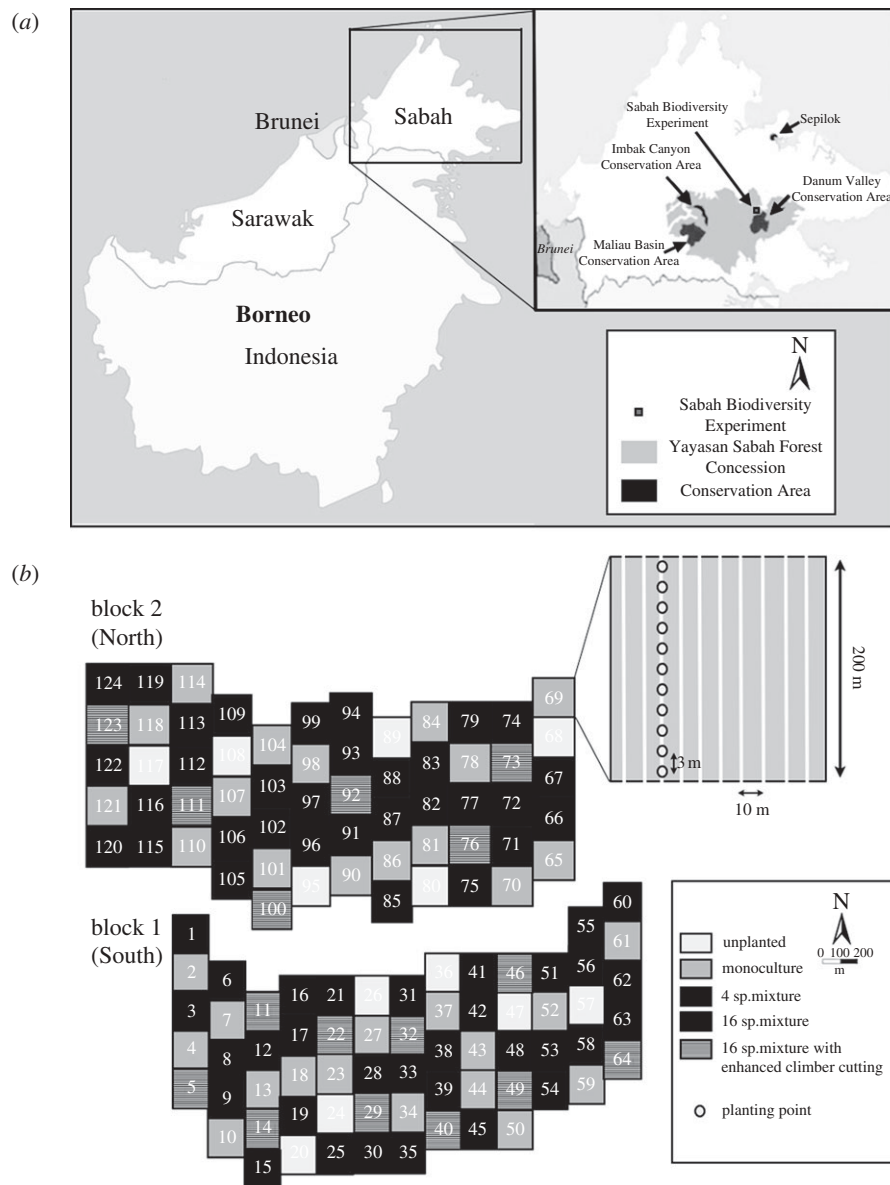 (a)
Brunei
Sabah
Sarawak
Borneo
Indonesia
Sabah Biodiversity
Experiment
Sepilok
Imbak Canyon
Conservation Area
Danum Valley
Conservation Area
Brunei
Maliau Basin
Conservation Area
N
Sabah Biodiversity
Experiment
Yayasan Sabah Forest
Concession
Conservation Area
(b)
block 2
(North)
124 119 114
123 118 113 109
122 117 112 108
121 116 111 107
120 115 110 106
105
104 99 94 89 84 79 74 69
103 98 93 88 83 78 73 68
102 97 92 87 82 77 72 67
101 96 91 86 81 76 71 66
100 95 90 85 80 75 70 65
200 m
3 m
10 m
block 1
(South)
1 6 11 16 21 26 31 36 41 46 51 55 60
2 7 12 17 22 27 32 37 42 47 52 56 61
3 8 13 18 23 28 33 38 43 48 53 57 62
4 9 14 19 24 29 34 39 44 49 54 58 63
5 10 15 20 25 30 35 40 45 50 59 64
N
0 100 200
m
unplanted
monoculture
4 sp.mixture
16 sp.mixture
16 sp.mixture with
enhanced climber cutting
planting point